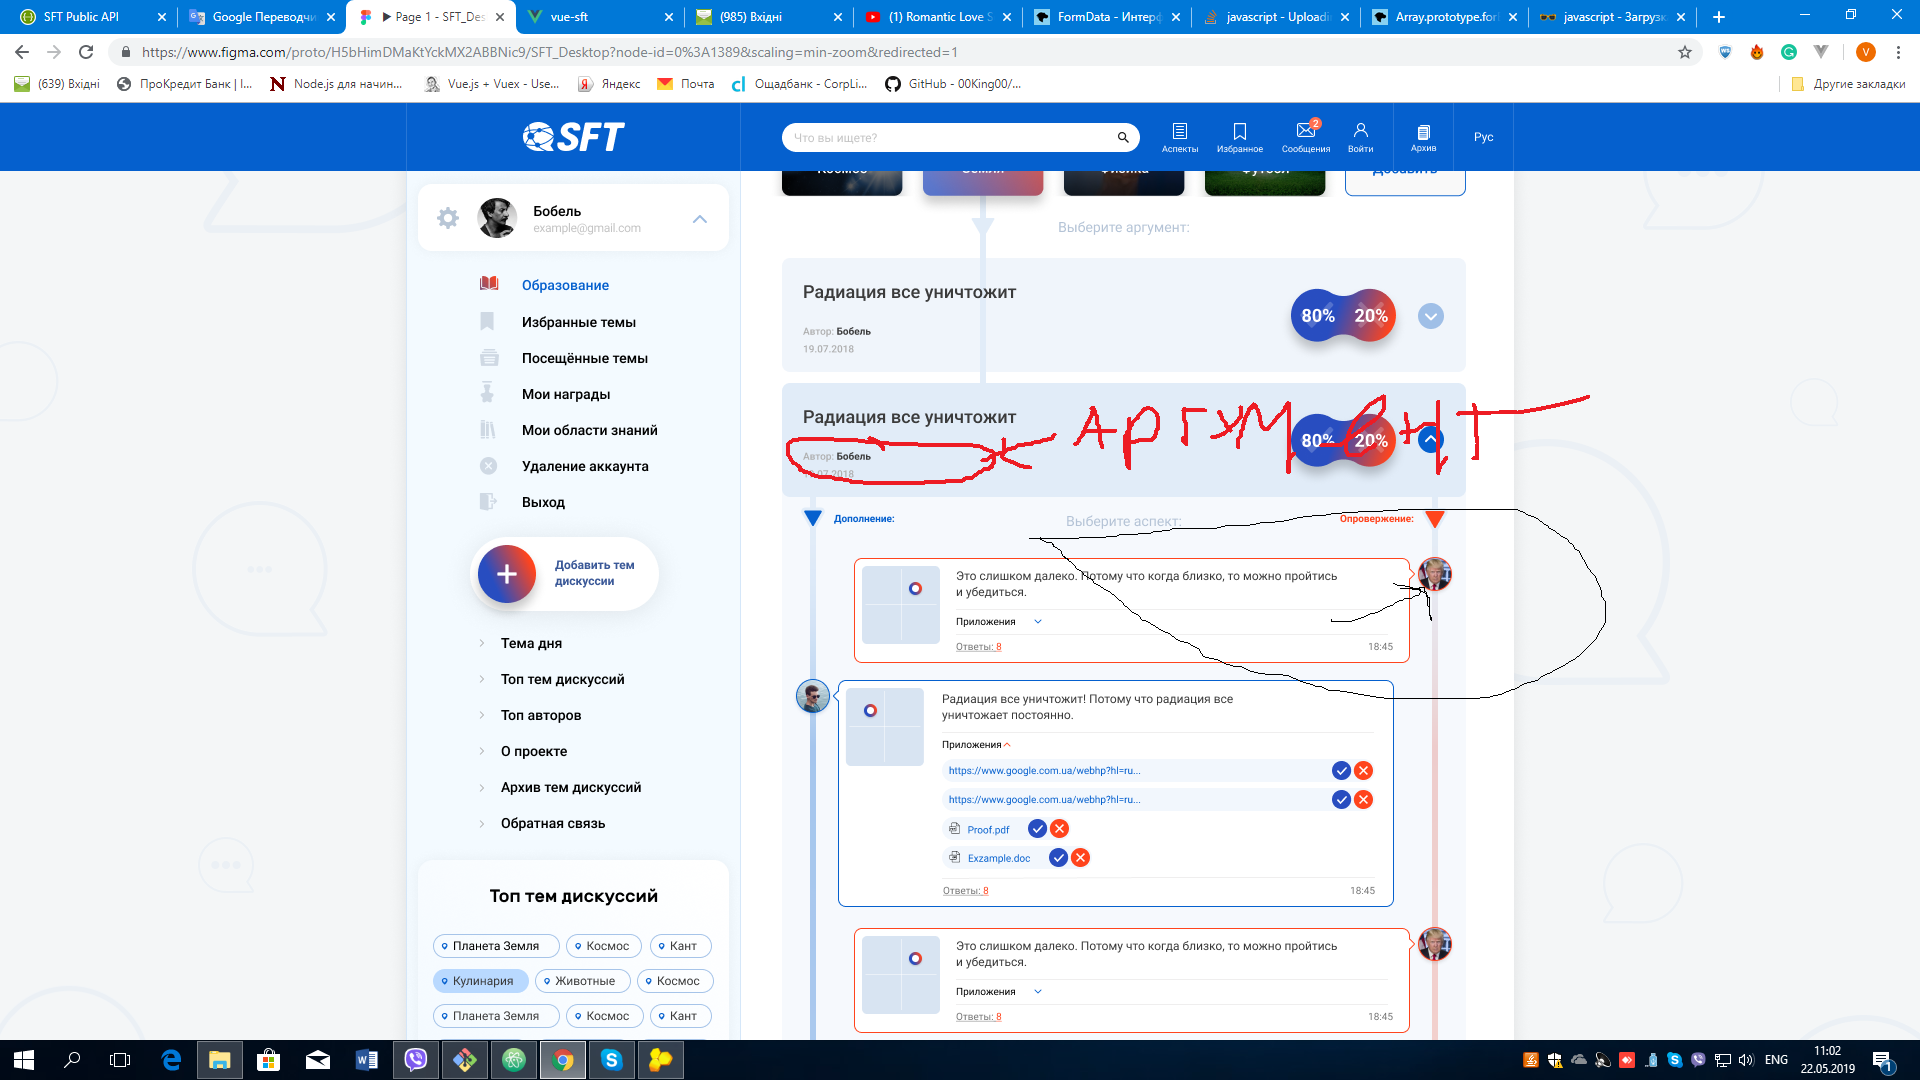 SFT Public API
Google Переводчи
▶ Page 1 - SFT_Des
vue-sft
(985) Вхідні
(1) Romantic Love S
FormData - Интерф
javascript - Uploadin
Array.prototype.for
javascript - Загрузк
https://www.figma.com/proto/H5bHimDMaKtYckMX2ABBNic9/SFT_Desktop?node-id=0%3A1389&scaling=min-zoom&redirected=1
V
(639) Вхідні
ПроКредит Банк | І...
Node.js для начин...
Vue.js + Vuex - Use...
Яндекс
Почта
Ощадбанк - CorpLi...
GitHub - 00King00/...
Другие закладки
SFT
Что вы ищете?
Аспекты
Избранное
2
Сообщения
Войти
Архив
Рус
Бобель
example@gmail.com
Образование
Избранные темы
Посещённые темы
Мои награды
Мои области знаний
Удаление аккаунта
Выход
Добавить тем
дискуссии
Тема дня
Топ тем дискуссий
Топ авторов
О проекте
Архив тем дискуссий
Обратная связь
Топ тем дискуссий
Планета Земля
Космос
Кант
Кулинария
Животные
Космос
Планета Земля
Космос
Кант
Космос
Земля
Физика
Футбол
Добавить
Выберите аргумент:
Радиация все уничтожит
Автор: Бобель
19.07.2018
80%
20%
Радиация все уничтожит
Автор: Бобель
19.07.2018
80%
20%
Аргумент
Дополнение:
Выберите аспект:
Опровержение:
Это слишком далеко. Потому что когда близко, то можно пройтись
и убедиться.
Приложения
Ответы: 8
18:45
Радиация все уничтожит! Потому что радиация все
уничтожает постоянно.
Приложения
https://www.google.com.ua/webhp?hl=ru...
https://www.google.com.ua/webhp?hl=ru...
Proof.pdf
Exzample.doc
Ответы: 8
18:45
Это слишком далеко. Потому что когда близко, то можно пройтись
и убедиться.
Приложения
Ответы: 8
18:45
ENG
11:02
22.05.2019
1